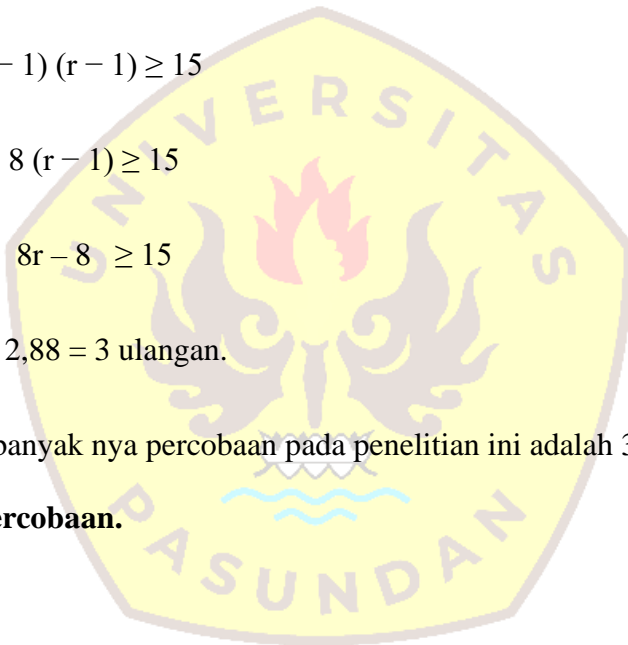 − 1) (r − 1) ≥ 15
8 (r − 1) ≥ 15
8r – 8 ≥ 15
2,88 = 3 ulangan.
banyak nya percobaan pada penelitian ini adalah 3
ercobaan.
UNIVERSITAS
PASUNDAN